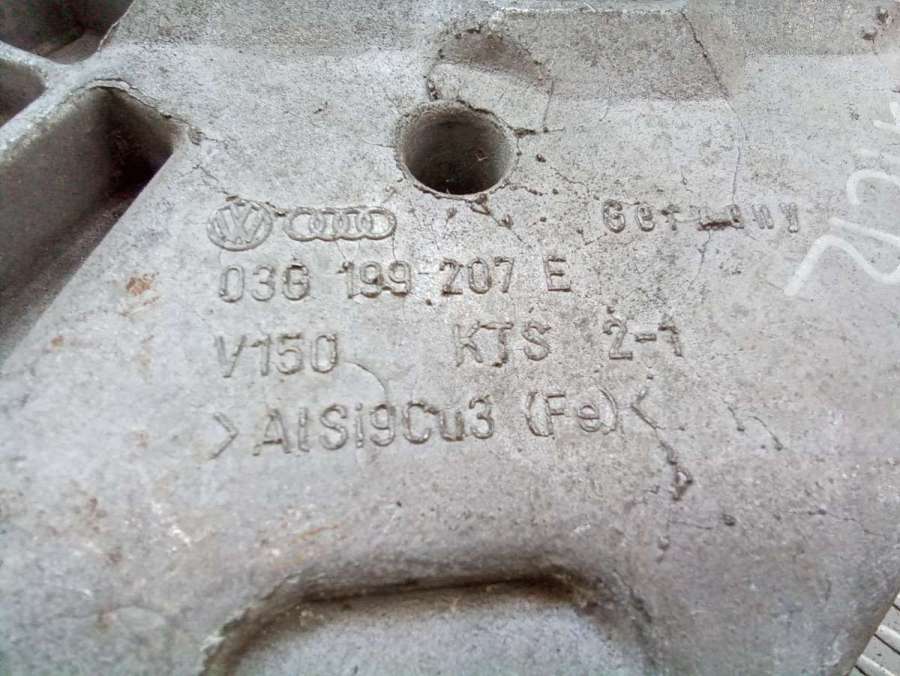 Germany
03G 199 207 E
V150 KTS 2-1
>AlSi9Cu3 (Fe)<